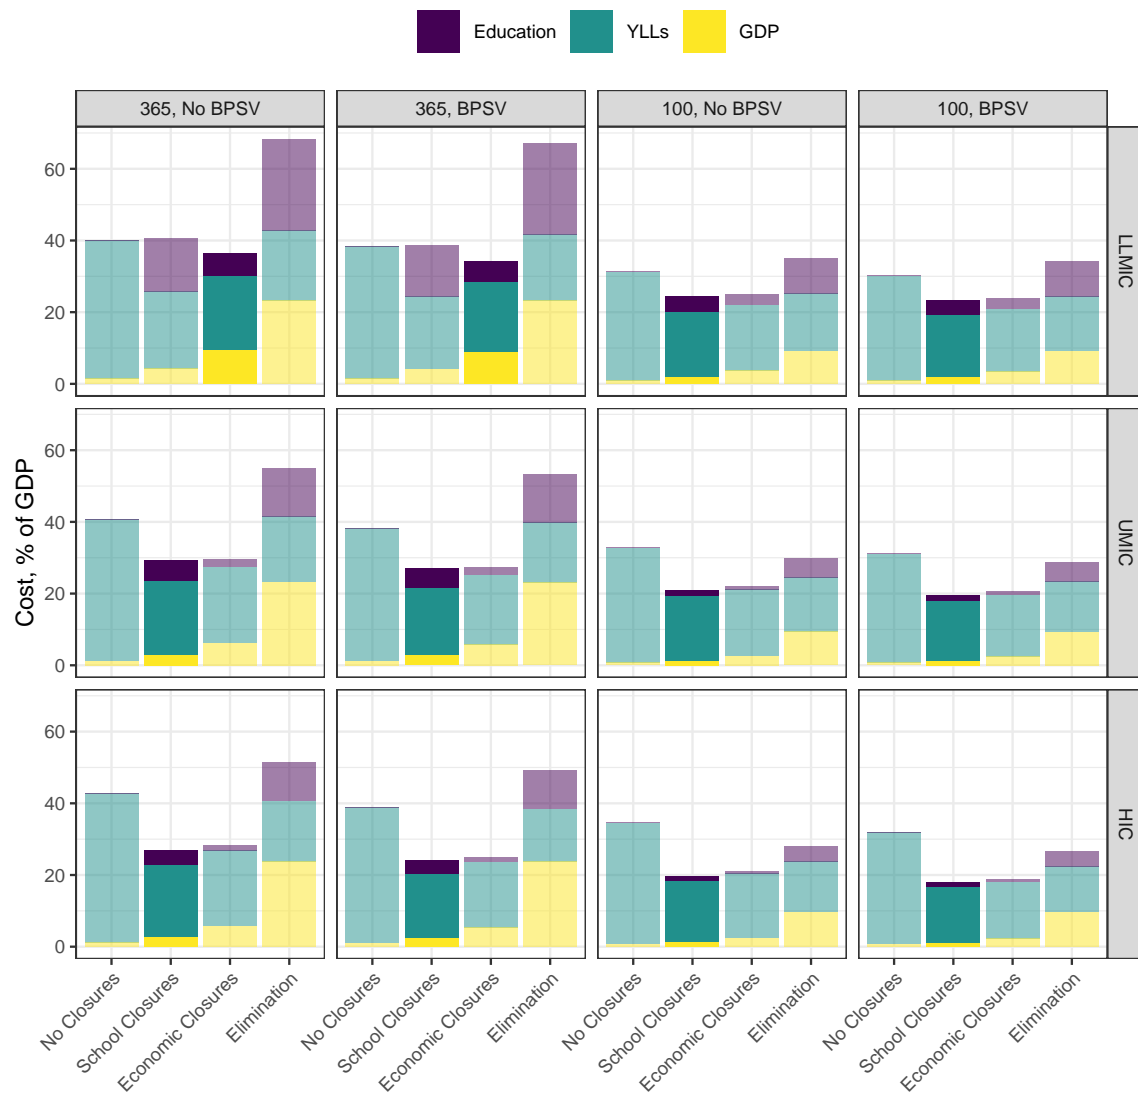 Education YLLs GDP
365, No BPSV 365, BPSV 100, No BPSV 100, BPSV
Cost, % of GDP
60
40
20
0
LLMIC
60
40
20
0
UMIC
60
40
20
0
HIC
No Closures School Closures Economic Closures Elimination No Closures School Closures Economic Closures Elimination No Closures School Closures Economic Closures Elimination No Closures School Closures Economic Closures Elimination